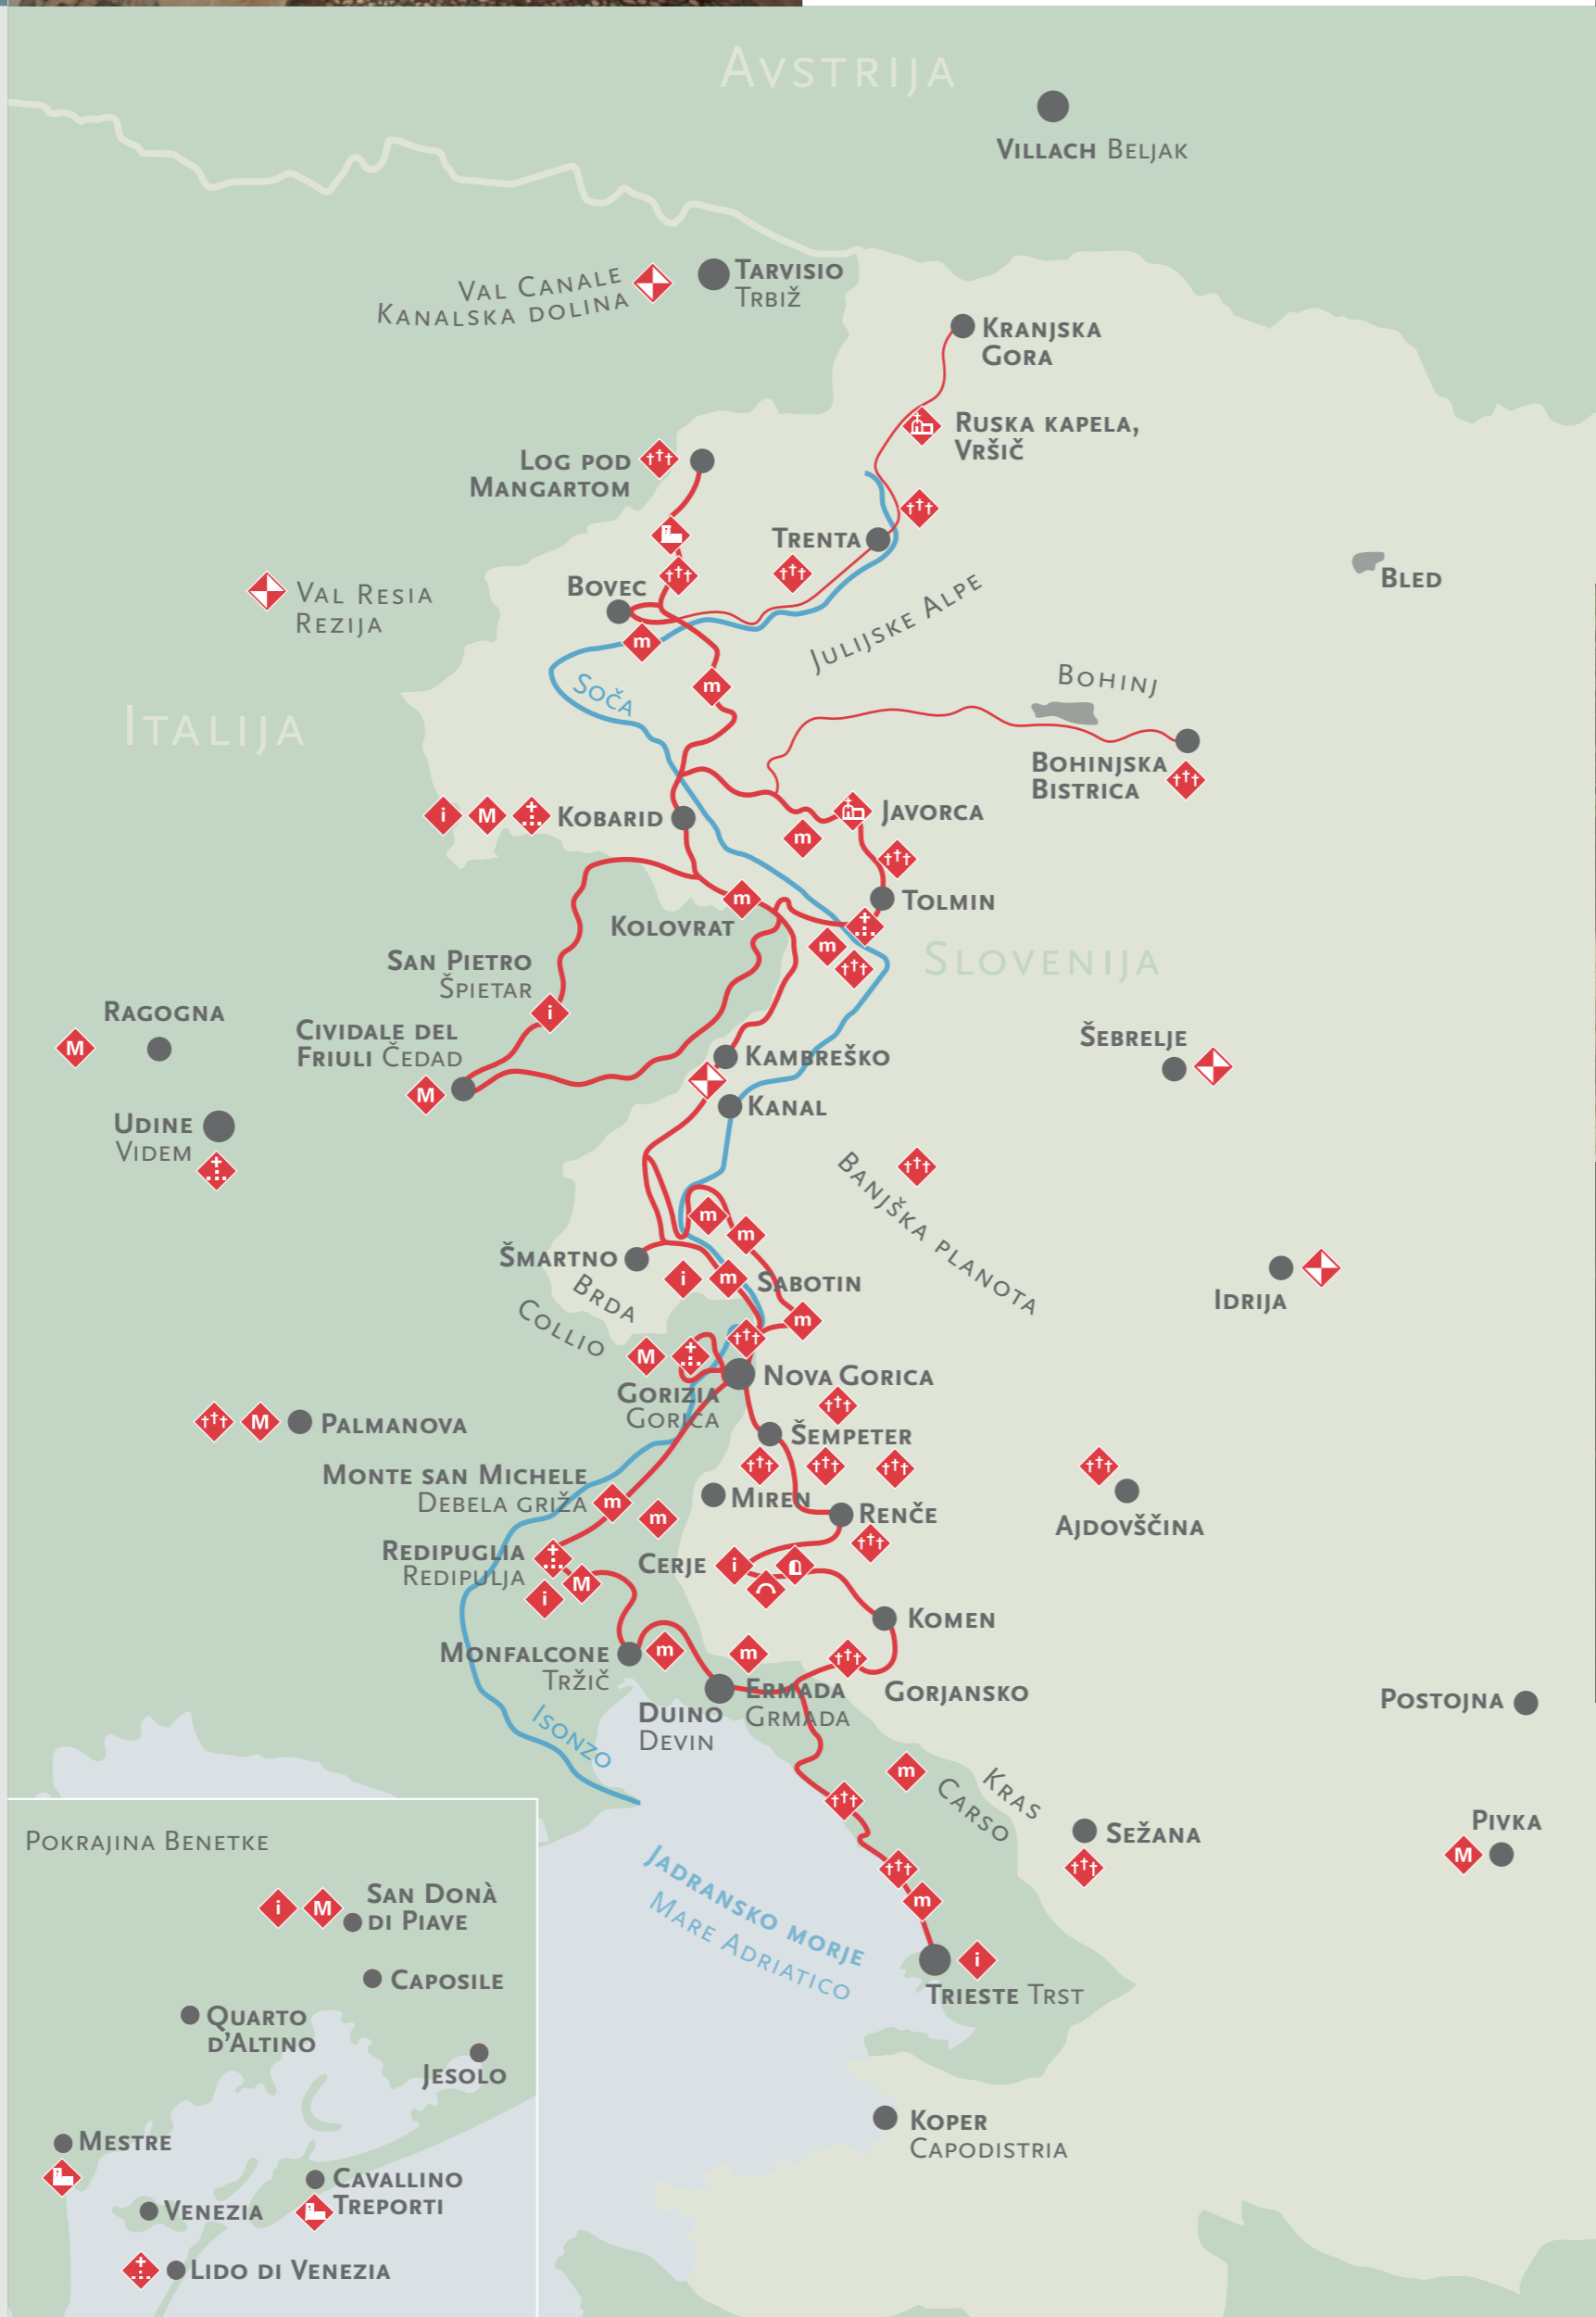 Avstrija
Villach Beljak
Tarvisio
Trbiž
Val Canale
Kanalska dolina
Kranjska
Gora
Ruska kapela,
Vršič
Log pod
Mangartom
Trenta
Bovec
Bled
Val Resia
Rezija
Julijske Alpe
Soča
Bohinj
Italija
Bohinjska
Bistrica
Javorca
i
M
Kobarid
m
m
m
Tolmin
m
Kolovrat
m
Slovenija
San Pietro
Špietar
i
Ragogna
M
Cividale del
Friuli Čedad
M
Šebrelje
Kambreško
Kanal
Udine
Videm
Banjška planota
m
m
Šmartno
i
m
Sabotin
Brda
Collio
m
Idrija
M
Nova Gorica
Gorizia
Gorica
M
Palmanova
Šempeter
Monte san Michele
Debela griža
m
m
Miren
Renče
Ajdovščina
Redipuglia
Redipulja
M
i
Cerje
i
Komen
Monfalcone
Tržič
m
m
Ermada
Grmada
Gorjansko
Duino
Devin
Postojna
Isonzo
m
Kras
Carso
Sežana
Pivka
M
Jadransko morje
Mare Adriatico
m
i
Trieste Trst
Koper
Capodistria
Pokrajina Benetke
i
M
San Donà
di Piave
Caposile
Quarto
d’Altino
Jesolo
Mestre
Cavallino
Treporti
Venezia
Lido di Venezia